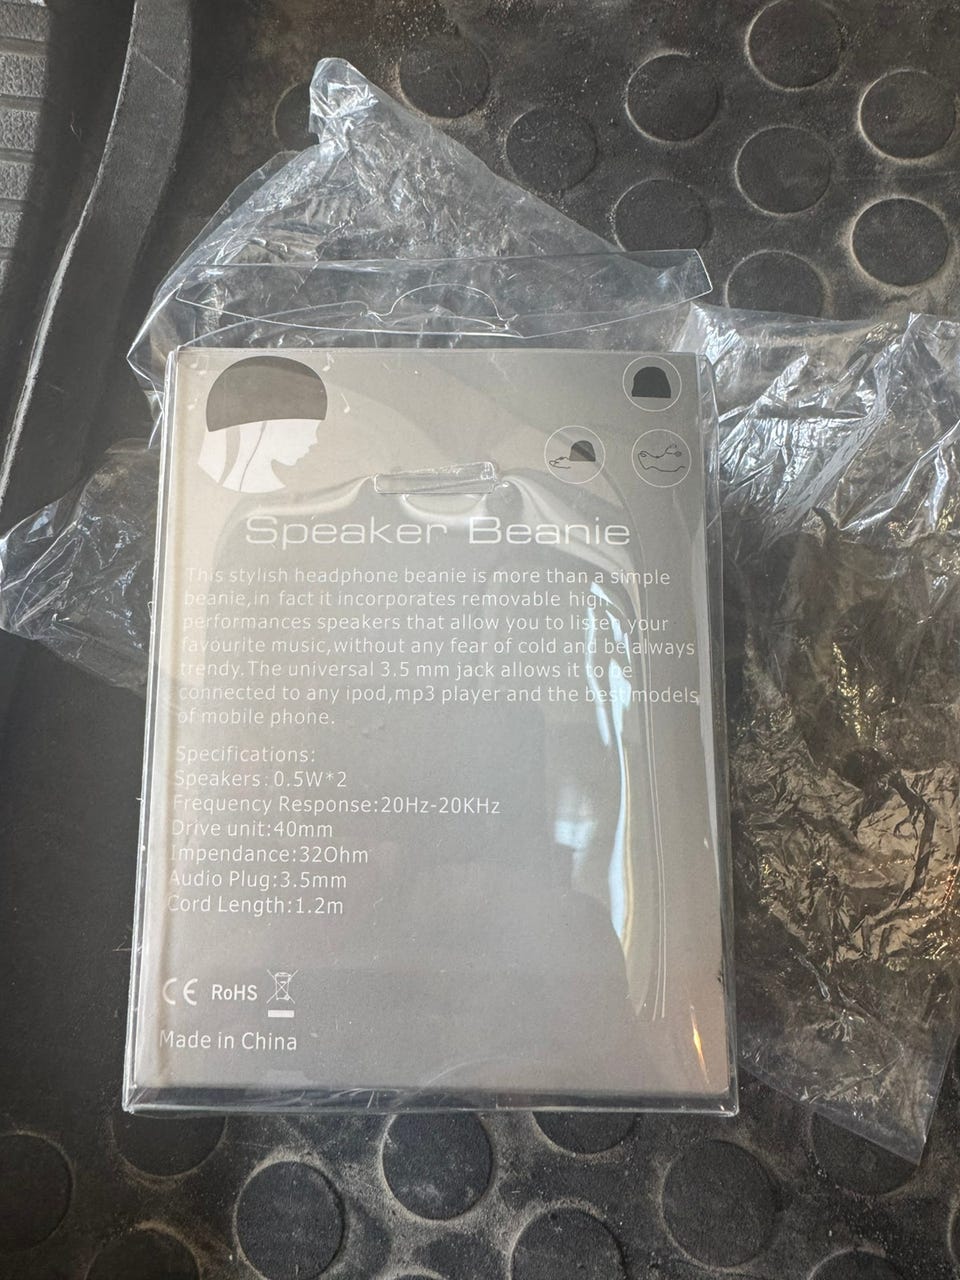 Speaker Beanie
This stylish headphone beanie is more than a simple
beanie,in fact it incorporates removable high
performances speakers that allow you to listen your
favourite music,without any fear of cold and be always
trendy.The universal 3.5 mm jack allows it to be
connected to any ipod,mp3 player and the best models
of mobile phone.
Specifications:
Speakers:0.5W*2
Frequency Response:20Hz-20KHz
Drive unit:40mm
Impendance:32Ohm
Audio Plug:3.5mm
Cord Length:1.2m
CE RoHS
Made in China